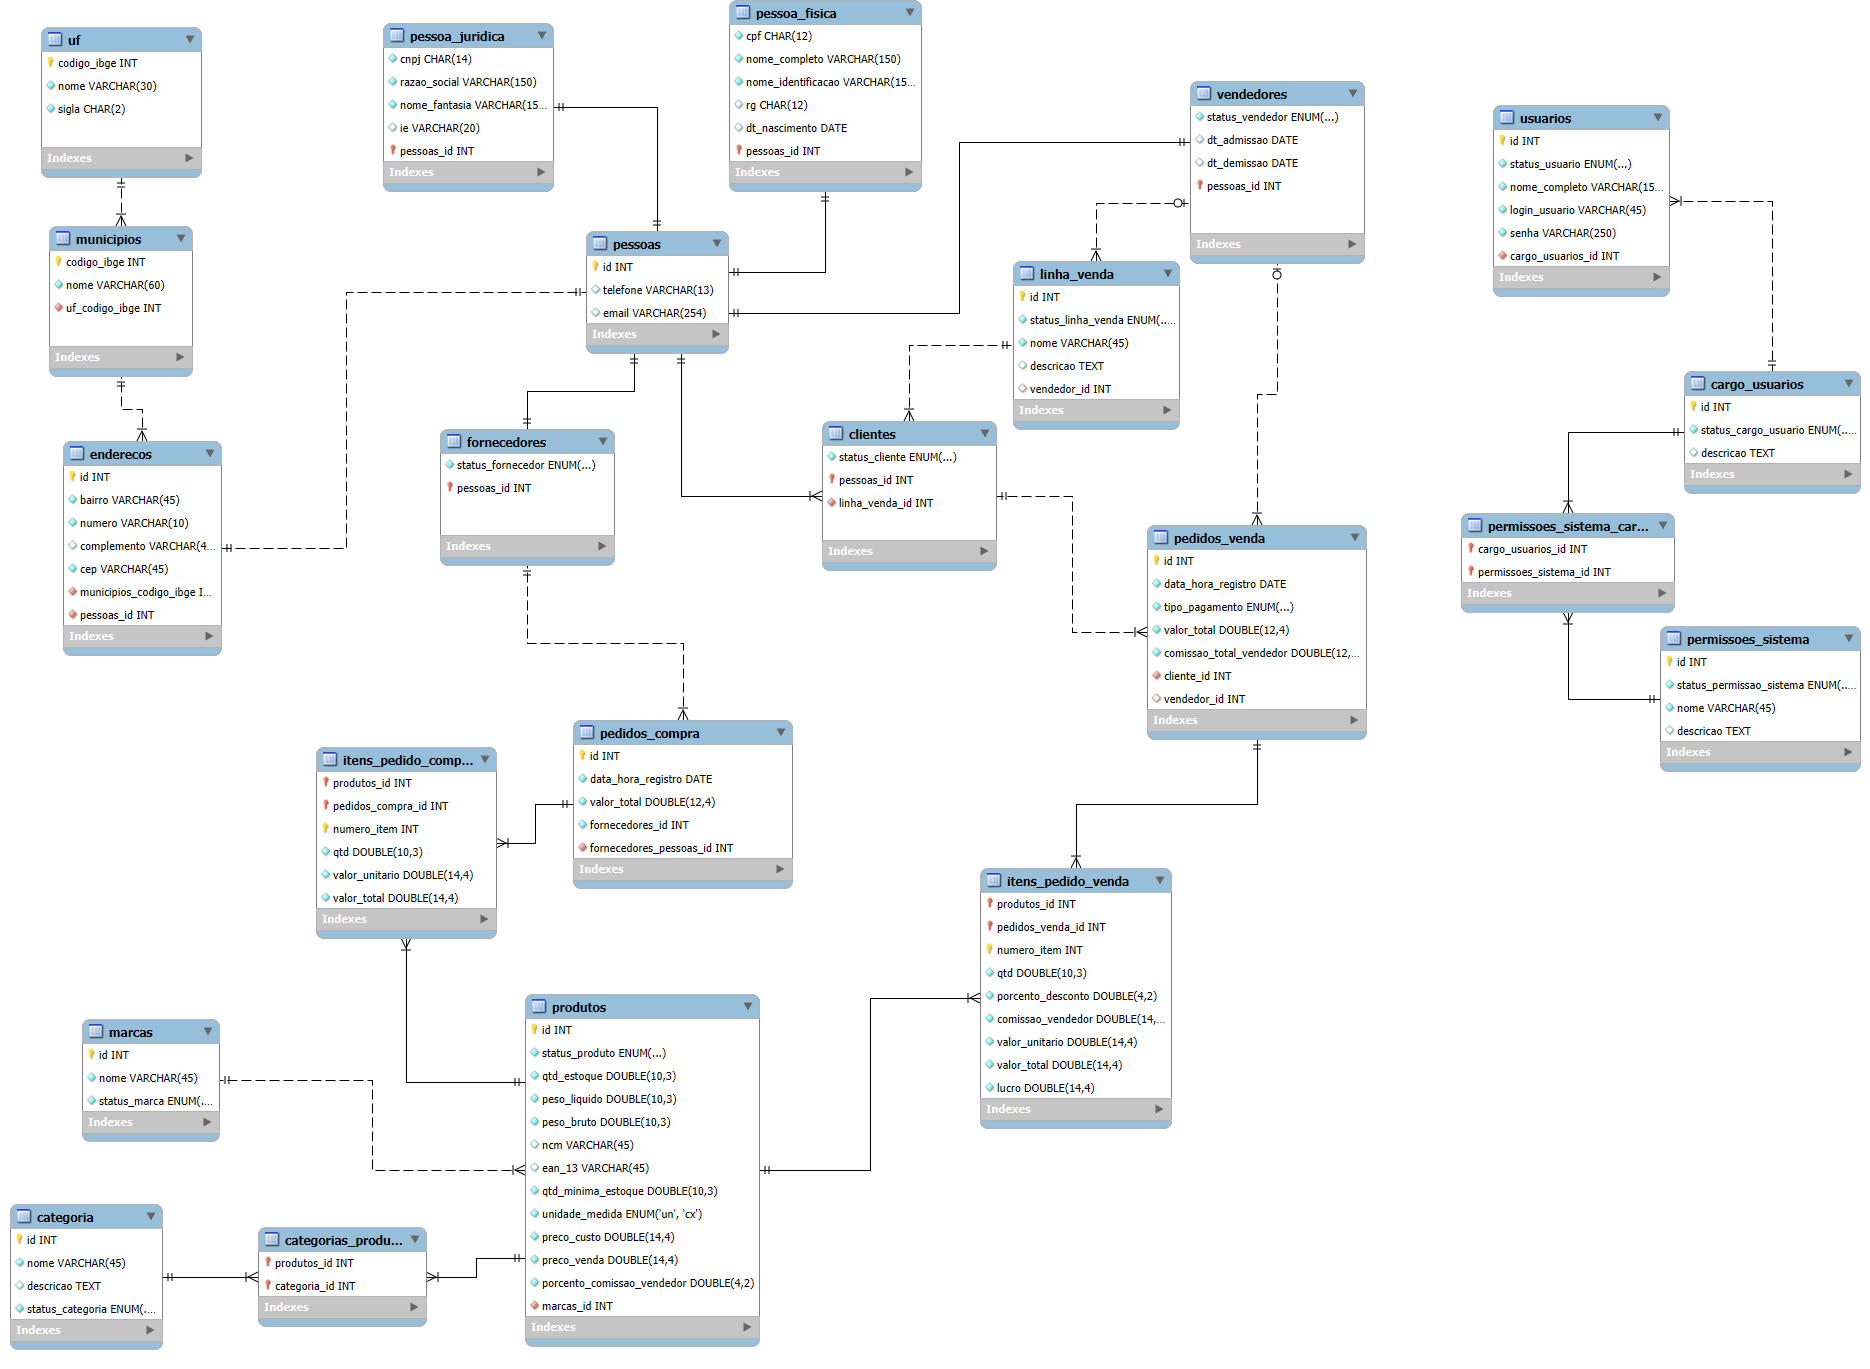 uf
codigo_ibge INT
nome VARCHAR(30)
sigla CHAR(2)
Indexes
pessoa_juridica
cnpj CHAR(14)
razao_social VARCHAR(150)
nome_fantasia VARCHAR(15...
ie VARCHAR(20)
pessoas_id INT
Indexes
pessoa_fisica
cpf CHAR(12)
nome_completo VARCHAR(150)
nome_identificacao VARCHAR(15...
rg CHAR(12)
dt_nascimento DATE
pessoas_id INT
Indexes
vendedores
status_vendedor ENUM(...)
dt_admissao DATE
dt_demissao DATE
pessoas_id INT
Indexes
usuarios
id INT
status_usuario ENUM(...)
nome_completo VARCHAR(15...
login_usuario VARCHAR(45)
senha VARCHAR(250)
cargo_usuarios_id INT
Indexes
municipios
codigo_ibge INT
nome VARCHAR(60)
uf_codigo_ibge INT
Indexes
pessoas
id INT
telefone VARCHAR(13)
email VARCHAR(254)
Indexes
linha_venda
id INT
status_linha_venda ENUM(...
nome VARCHAR(45)
descricao TEXT
vendedor_id INT
Indexes
cargo_usuarios
id INT
status_cargo_usuario ENUM(...
descricao TEXT
Indexes
enderecos
id INT
bairro VARCHAR(45)
numero VARCHAR(10)
complemento VARCHAR(4...
cep VARCHAR(45)
municipios_codigo_ibge I...
pessoas_id INT
Indexes
fornecedores
status_fornecedor ENUM(...)
pessoas_id INT
Indexes
clientes
status_cliente ENUM(...)
pessoas_id INT
linha_venda_id INT
Indexes
pedidos_venda
id INT
data_hora_registro DATE
tipo_pagamento ENUM(...)
valor_total DOUBLE(12,4)
comissao_total_vendedor DOUBLE(12,...
cliente_id INT
vendedor_id INT
Indexes
permissoes_sistema_car...
cargo_usuarios_id INT
permissoes_sistema_id INT
Indexes
permissoes_sistema
id INT
status_permissao_sistema ENUM(...
nome VARCHAR(45)
descricao TEXT
Indexes
itens_pedido_comp...
produtos_id INT
pedidos_compra_id INT
numero_item INT
qtd DOUBLE(10,3)
valor_unitario DOUBLE(14,4)
valor_total DOUBLE(14,4)
Indexes
pedidos_compra
id INT
data_hora_registro DATE
valor_total DOUBLE(12,4)
fornecedores_id INT
fornecedores_pessoas_id INT
Indexes
itens_pedido_venda
produtos_id INT
pedidos_venda_id INT
numero_item INT
qtd DOUBLE(10,3)
porcento_desconto DOUBLE(4,2)
comissao_vendedor DOUBLE(14,...
valor_unitario DOUBLE(14,4)
valor_total DOUBLE(14,4)
lucro DOUBLE(14,4)
Indexes
marcas
id INT
nome VARCHAR(45)
status_marca ENUM(...
Indexes
produtos
id INT
status_produto ENUM(...)
qtd_estoque DOUBLE(10,3)
peso_liquido DOUBLE(10,3)
peso_bruto DOUBLE(10,3)
ncm VARCHAR(45)
ean_13 VARCHAR(45)
qtd_minima_estoque DOUBLE(10,3)
unidade_medida ENUM('un', 'cx')
preco_custo DOUBLE(14,4)
preco_venda DOUBLE(14,4)
porcento_comissao_vendedor DOUBLE(4,2)
marcas_id INT
Indexes
categoria
id INT
nome VARCHAR(45)
descricao TEXT
status_categoria ENUM(...
Indexes
categorias_produ...
produtos_id INT
categoria_id INT
Indexes